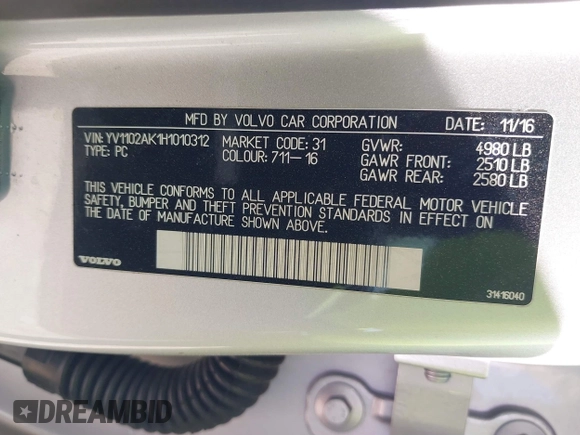 MFD BY VOLVO CAR CORPORATION DATE: 11/16
VIN: YV1102AK1H1010312 MARKET CODE: 31 GVWR: 4980 LB
TYPE: PC COLOUR: 711–16 GAWR FRONT: 2510 LB
GAWR REAR: 2580 LB
THIS VEHICLE CONFORMS TO ALL APPLICABLE FEDERAL MOTOR VEHICLE
SAFETY, BUMPER AND THEFT PREVENTION STANDARDS IN EFFECT ON
THE DATE OF MANUFACTURE SHOWN ABOVE.
VOLVO
31416040
DREAMBID